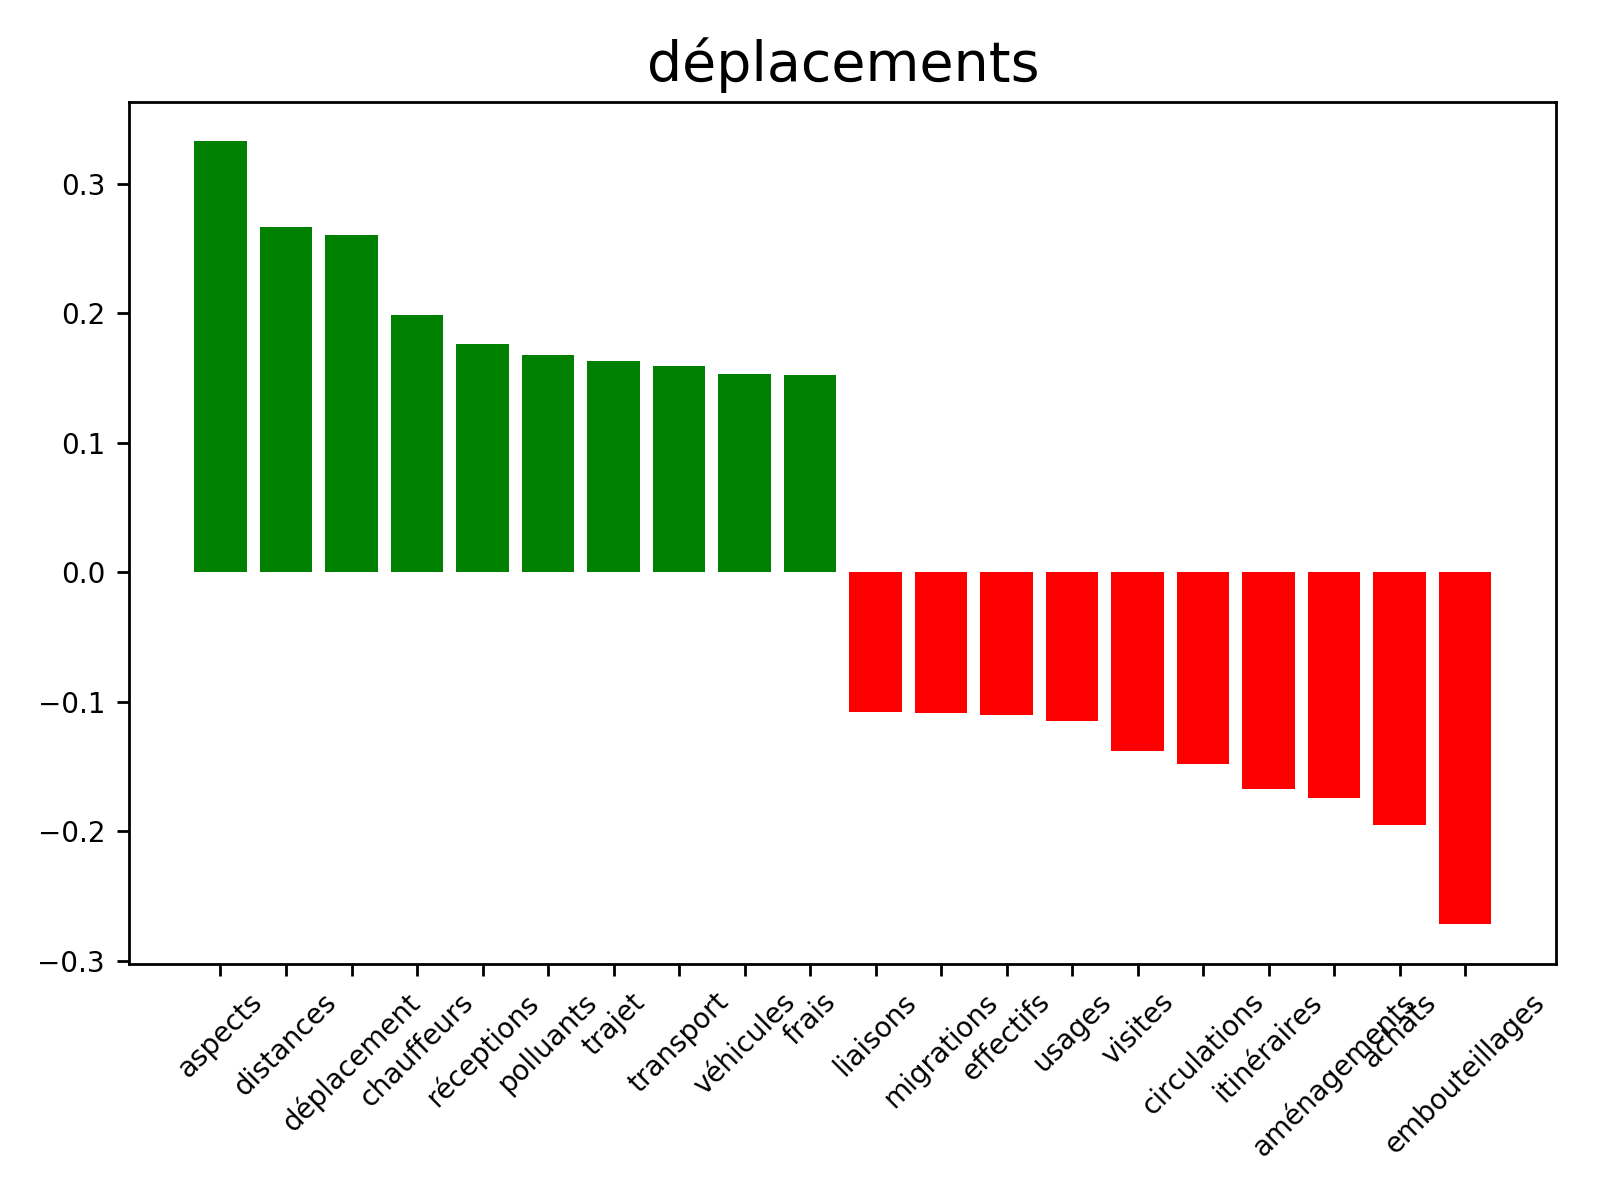 déplacements
0.3
0.2
0.1
0.0
−0.1
−0.2
−0.3
aspects
distances
déplacement
chauffeurs
réceptions
polluants
trajet
transport
véhicules
frais
liaisons
migrations
effectifs
usages
visites
circulations
itinéraires
aménagements
achats
embouteillages